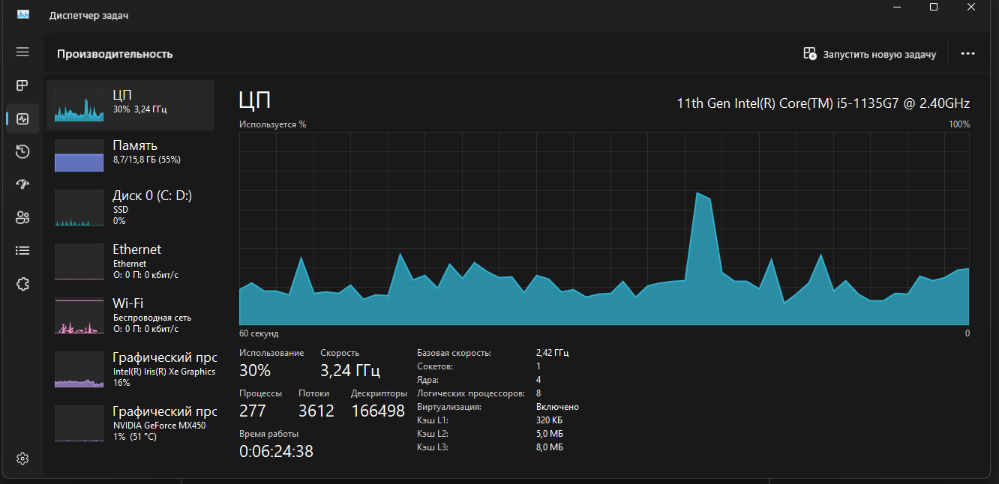 Диспетчер задач
Производительность
Запустить новую задачу
ЦП
30% 3,24 ГГц
Память
8,7/15,8 ГБ (55%)
Диск 0 (C: D:)
SSD
0%
Ethernet
Ethernet
О: 0 П: 0 кбит/с
Wi-Fi
Беспроводная сеть
О: 0 П: 0 кбит/с
Графический прс
Intel(R) Iris(R) Xe Graphics
16%
Графический прс
NVIDIA GeForce MX450
1% (51 °C)
ЦП
11th Gen Intel(R) Core(TM) i5-1135G7 @ 2.40GHz
Используется %
100%
60 секунд
0
Использование
30%
Скорость
3,24 ГГц
Процессы
277
Потоки
3612
Дескрипторы
166498
Время работы
0:06:24:38
Базовая скорость: 2,42 ГГц
Сокетов: 1
Ядра: 4
Логических процессоров: 8
Виртуализация: Включено
Кэш L1: 320 КБ
Кэш L2: 5,0 МБ
Кэш L3: 8,0 МБ